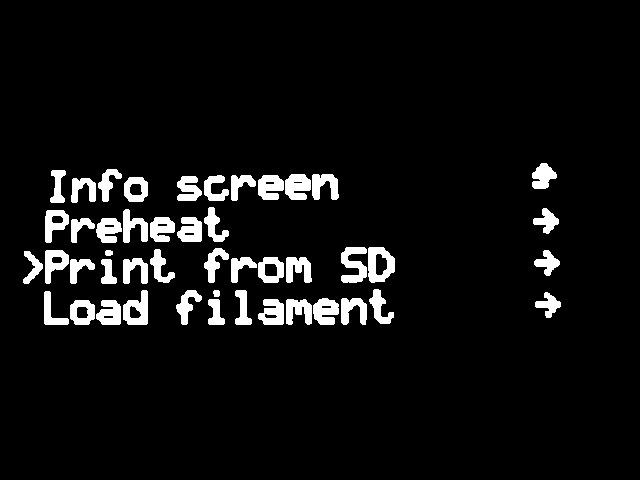 Info screen ⬏
Preheat →
>Print from SD →
Load filament →